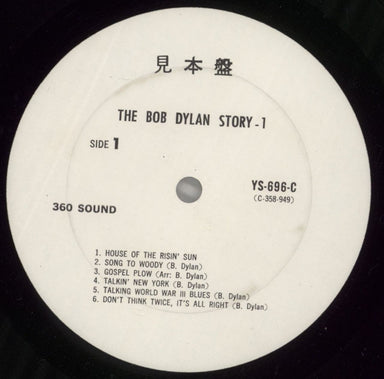 見本盤
THE BOB DYLAN STORY - 1
SIDE 1
YS-696-C
(C-358-949)
360 SOUND
1. HOUSE OF THE RISIN' SUN
2. SONG TO WOODY (B. Dylan)
3. GOSPEL PLOW (Arr: B. Dylan)
4. TALKIN' NEW YORK (B. Dylan)
5. TALKING WORLD WAR III BLUES (B. Dylan)
6. DON'T THINK TWICE, IT'S ALL RIGHT (B. Dylan)